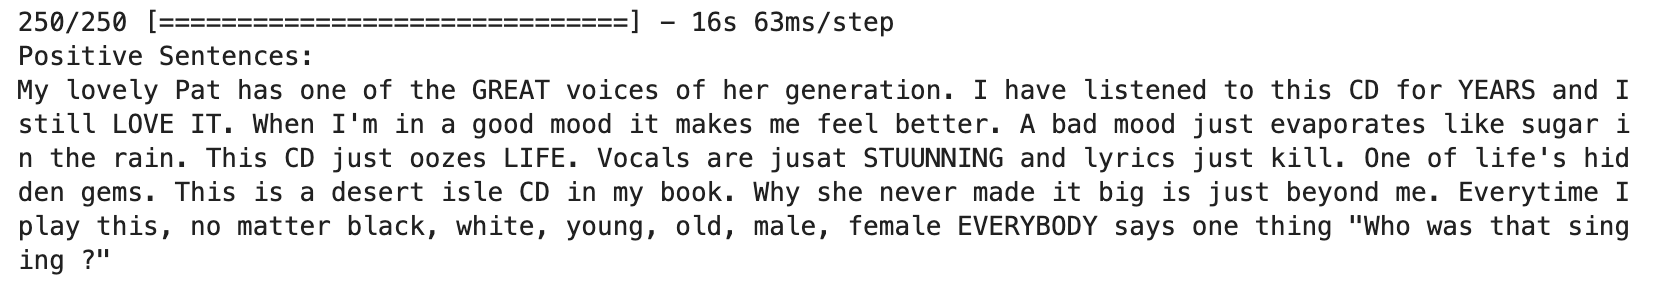 250/250 [==============================] - 16s 63ms/step
Positive Sentences:
My lovely Pat has one of the GREAT voices of her generation. I have listened to this CD for YEARS and I
still LOVE IT. When I'm in a good mood it makes me feel better. A bad mood just evaporates like sugar i
n the rain. This CD just oozes LIFE. Vocals are jusat STUUNNING and lyrics just kill. One of life's hid
den gems. This is a desert isle CD in my book. Why she never made it big is just beyond me. Everytime I
play this, no matter black, white, young, old, male, female EVERYBODY says one thing "Who was that sing
ing ?"